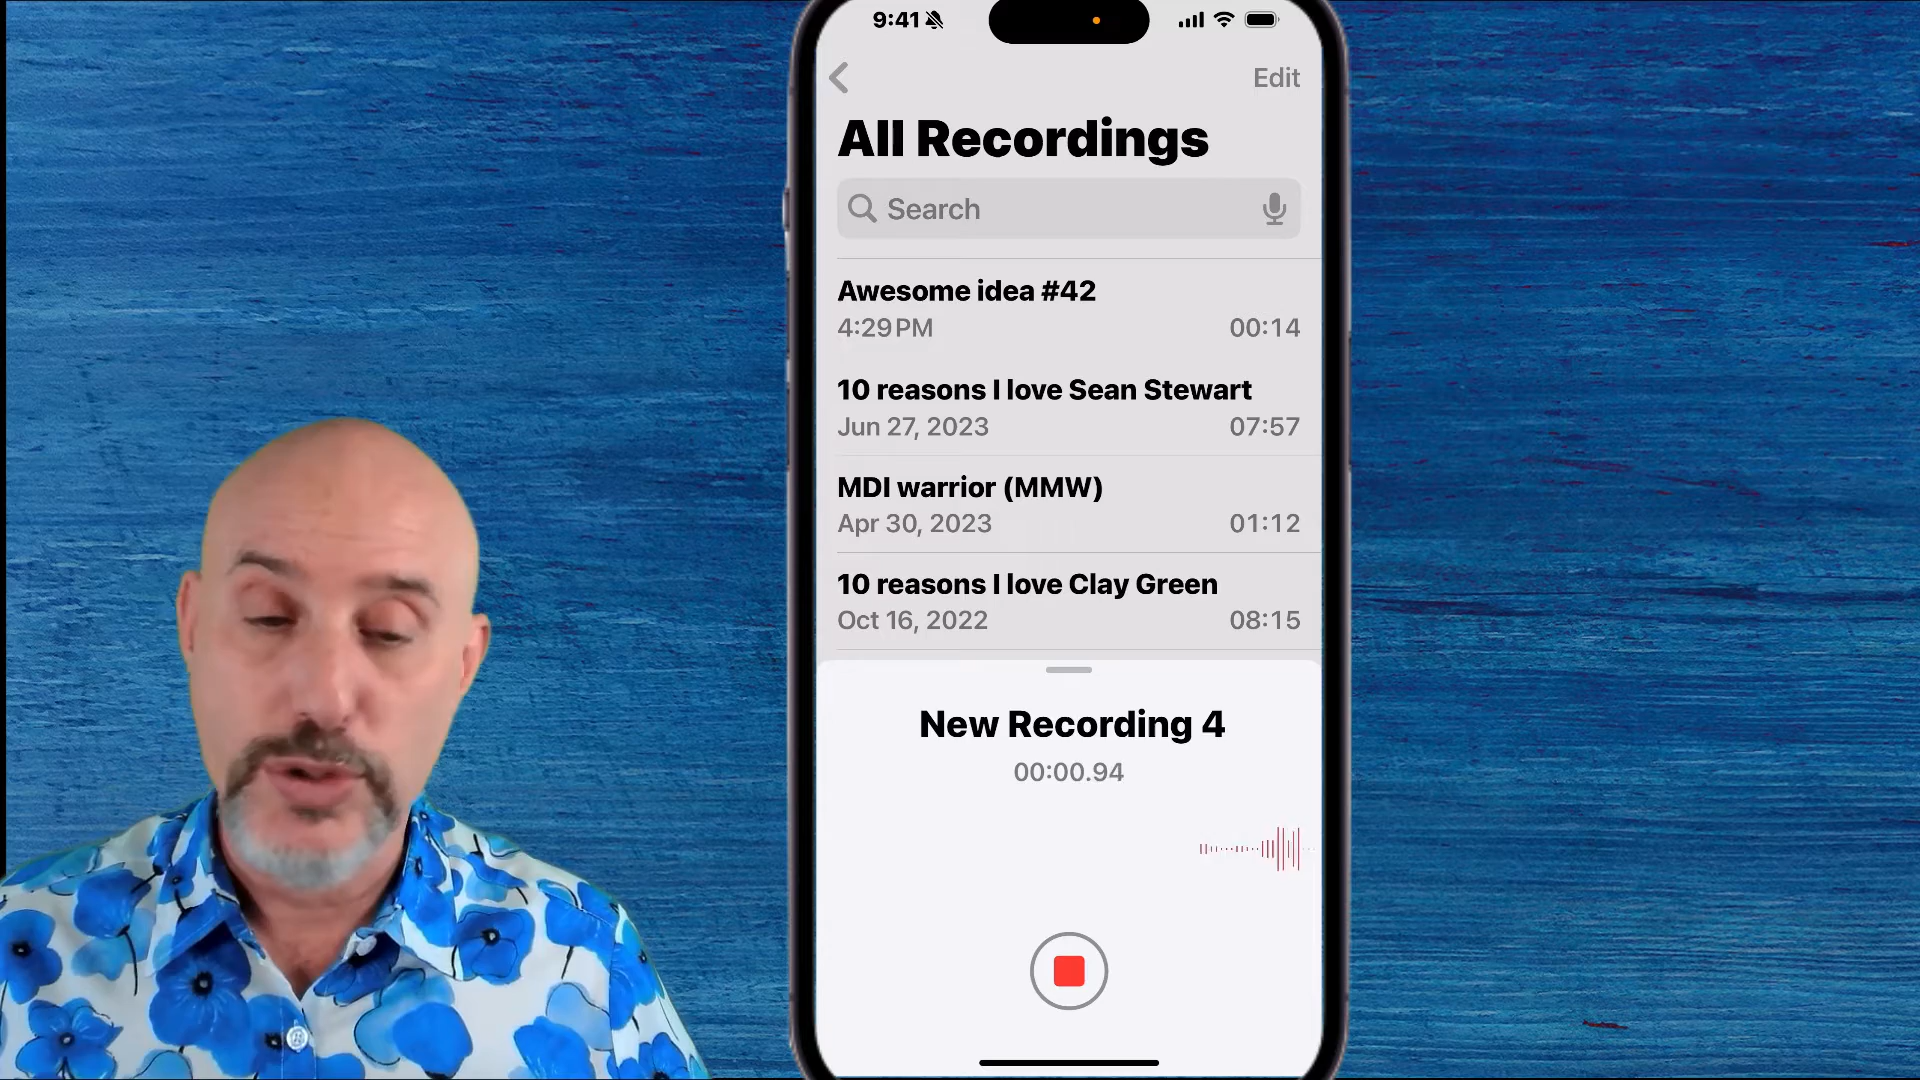 9:41
Edit
All Recordings
Search
Awesome idea #42
4:29 PM 00:14
10 reasons I love Sean Stewart
Jun 27, 2023 07:57
MDI warrior (MMW)
Apr 30, 2023 01:12
10 reasons I love Clay Green
Oct 16, 2022 08:15
New Recording 4
00:00.94